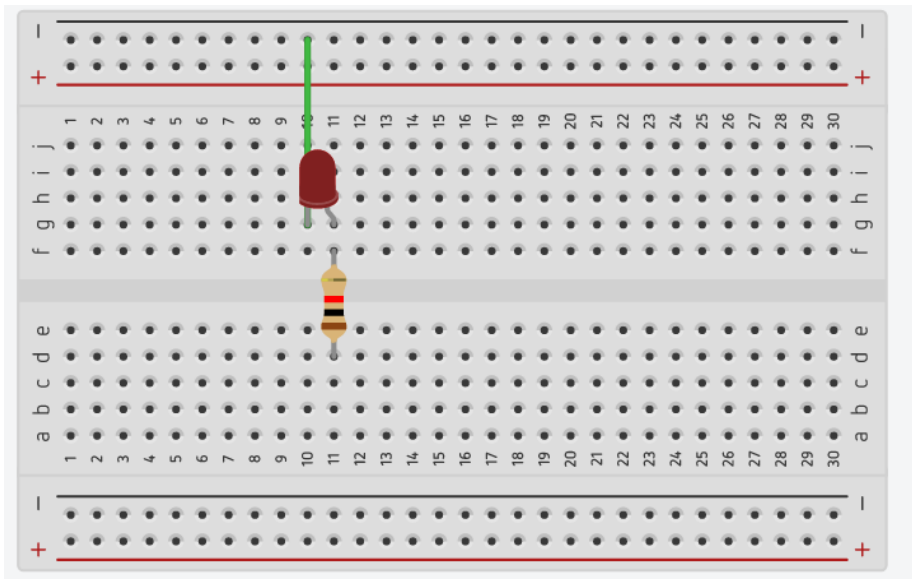 − −
+ +
1 2 3 4 5 6 7 8 9 10 11 12 13 14 15 16 17 18 19 20 21 22 23 24 25 26 27 28 29 30
j j
i i
h h
g g
f f
e e
d d
c c
b b
a a
1 2 3 4 5 6 7 8 9 10 11 12 13 14 15 16 17 18 19 20 21 22 23 24 25 26 27 28 29 30
− −
+ +